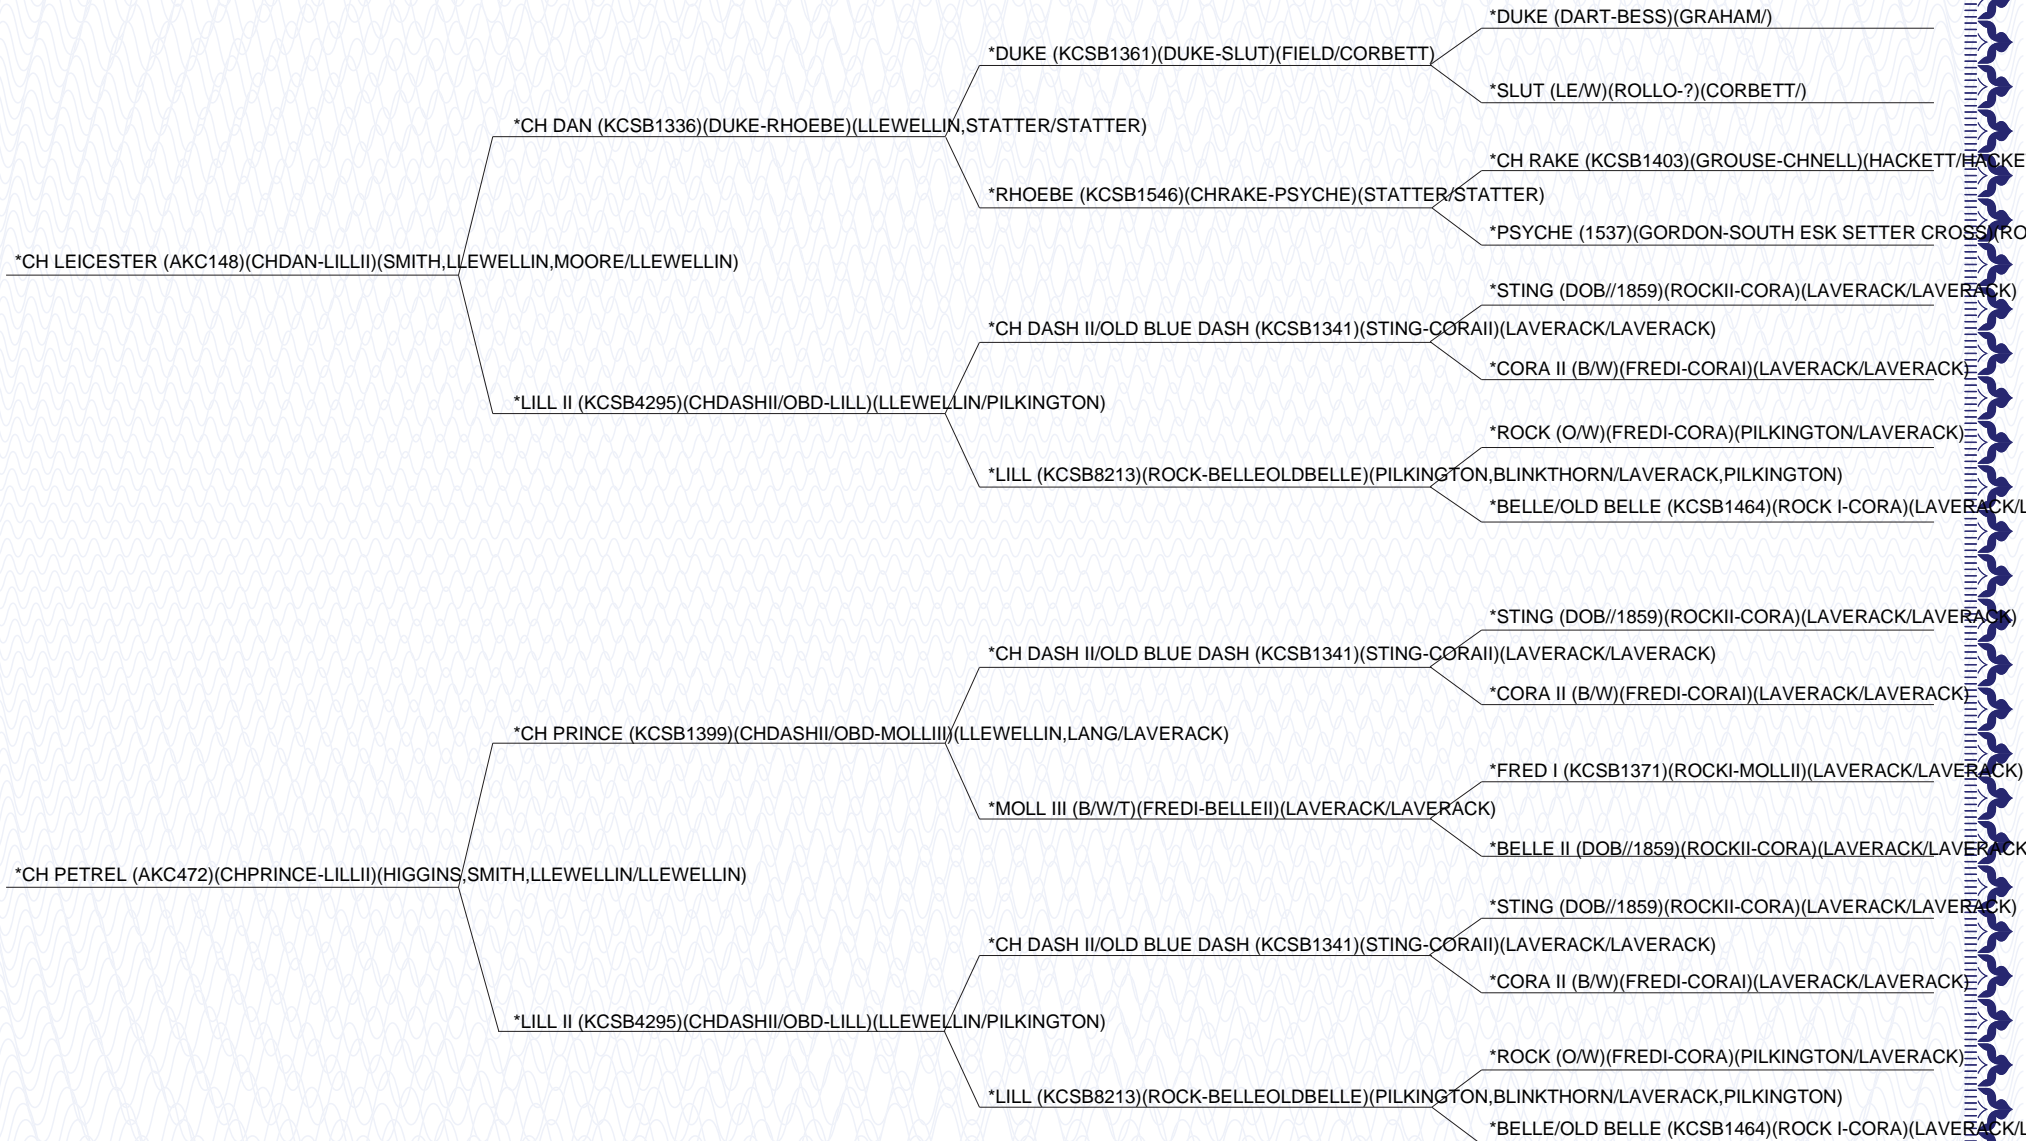 *DUKE (DART-BESS)(GRAHAM/)
*DUKE (KCSB1361)(DUKE-SLUT)(FIELD/CORBETT)
*SLUT (LE/W)(ROLLO-?)(CORBETT/)
*CH DAN (KCSB1336)(DUKE-RHOEBE)(LLEWELLIN,STATTER/STATTER)
*CH RAKE (KCSB1403)(GROUSE-CHNELL)(HACKETT/HACKE
*RHOEBE (KCSB1546)(CHRAKE-PSYCHE)(STATTER/STATTER)
*PSYCHE (1537)(GORDON-SOUTH ESK SETTER CROSS)(RO
*CH LEICESTER (AKC148)(CHDAN-LILLII)(SMITH,LLEWELLIN,MOORE/LLEWELLIN)
*STING (DOB//1859)(ROCKII-CORA)(LAVERACK/LAVERACK)
*CH DASH II/OLD BLUE DASH (KCSB1341)(STING-CORAII)(LAVERACK/LAVERACK)
*CORA II (B/W)(FREDI-CORAI)(LAVERACK/LAVERACK)
*LILL II (KCSB4295)(CHDASHII/OBD-LILL)(LLEWELLIN/PILKINGTON)
*ROCK (O/W)(FREDI-CORA)(PILKINGTON/LAVERACK)
*LILL (KCSB8213)(ROCK-BELLEOLDBELLE)(PILKINGTON,BLINKTHORN/LAVERACK,PILKINGTON)
*BELLE/OLD BELLE (KCSB1464)(ROCK I-CORA)(LAVERACK/L
*STING (DOB//1859)(ROCKII-CORA)(LAVERACK/LAVERACK)
*CH DASH II/OLD BLUE DASH (KCSB1341)(STING-CORAII)(LAVERACK/LAVERACK)
*CORA II (B/W)(FREDI-CORAI)(LAVERACK/LAVERACK)
*CH PRINCE (KCSB1399)(CHDASHII/OBD-MOLLIII)(LLEWELLIN,LANG/LAVERACK)
*FRED I (KCSB1371)(ROCKI-MOLLII)(LAVERACK/LAVERACK)
*MOLL III (B/W/T)(FREDI-BELLEII)(LAVERACK/LAVERACK)
*BELLE II (DOB//1859)(ROCKII-CORA)(LAVERACK/LAVERACK
*CH PETREL (AKC472)(CHPRINCE-LILLII)(HIGGINS,SMITH,LLEWELLIN/LLEWELLIN)
*STING (DOB//1859)(ROCKII-CORA)(LAVERACK/LAVERACK)
*CH DASH II/OLD BLUE DASH (KCSB1341)(STING-CORAII)(LAVERACK/LAVERACK)
*CORA II (B/W)(FREDI-CORAI)(LAVERACK/LAVERACK)
*LILL II (KCSB4295)(CHDASHII/OBD-LILL)(LLEWELLIN/PILKINGTON)
*ROCK (O/W)(FREDI-CORA)(PILKINGTON/LAVERACK)
*LILL (KCSB8213)(ROCK-BELLEOLDBELLE)(PILKINGTON,BLINKTHORN/LAVERACK,PILKINGTON)
*BELLE/OLD BELLE (KCSB1464)(ROCK I-CORA)(LAVERACK/L